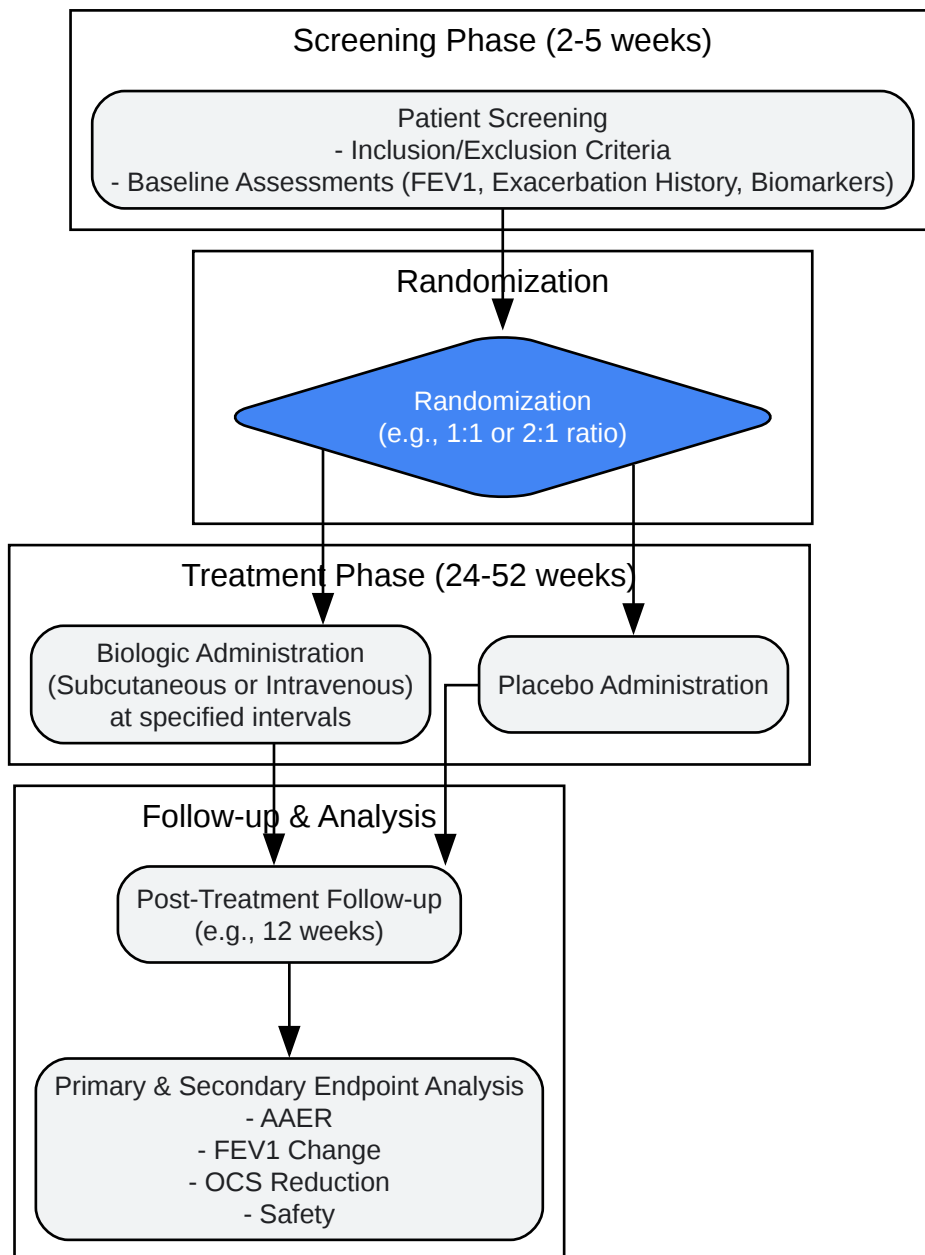 Screening Phase (2-5 weeks)
Patient Screening
- Inclusion/Exclusion Criteria
- Baseline Assessments (FEV1, Exacerbation History, Biomarkers)
Randomization
Randomization
(e.g., 1:1 or 2:1 ratio)
Treatment Phase (24-52 weeks)
Biologic Administration
(Subcutaneous or Intravenous)
at specified intervals
Placebo Administration
Follow-up & Analysis
Post-Treatment Follow-up
(e.g., 12 weeks)
Primary & Secondary Endpoint Analysis
- AAER
- FEV1 Change
- OCS Reduction
- Safety